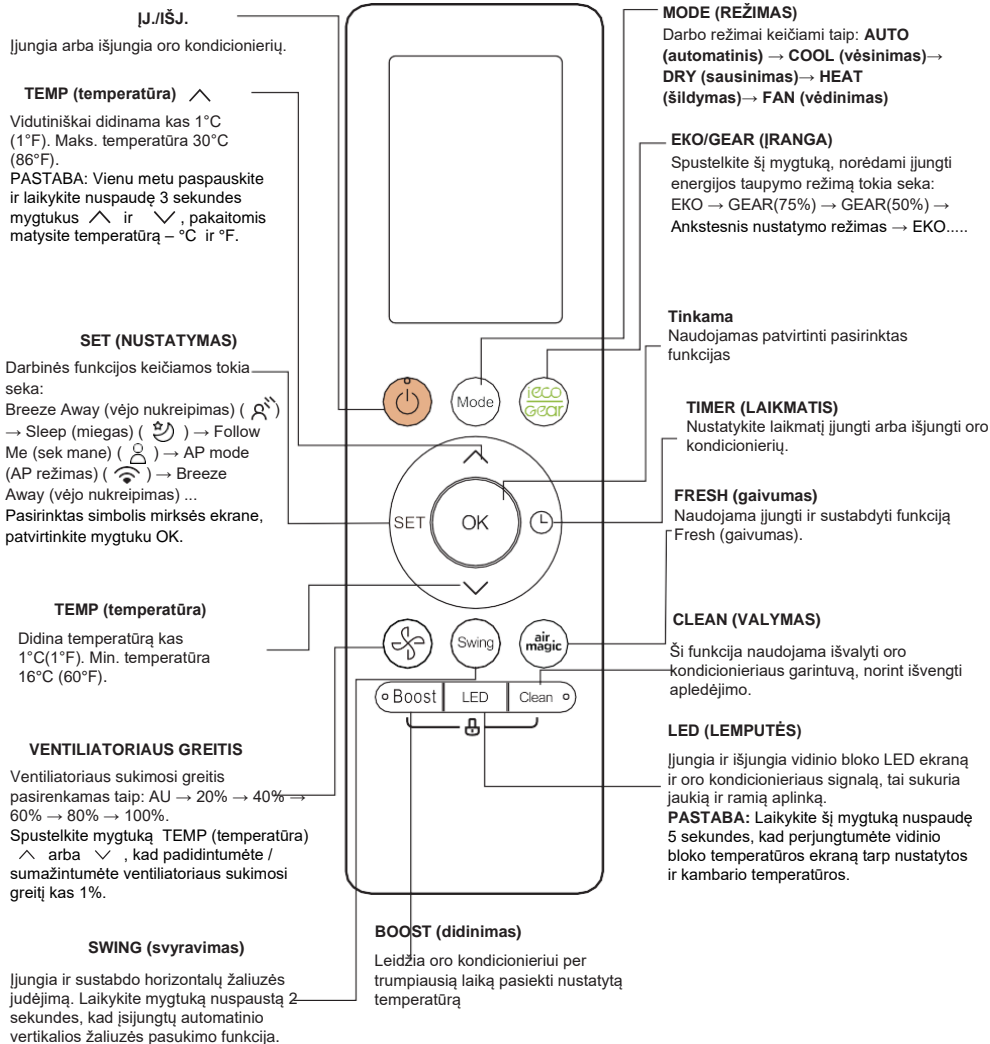 ĮJ./IŠJ.
Įjungia arba išjungia oro kondicionierių.
TEMP (temperatūra)
Vidutiniškai didinama kas 1°C
(1°F). Maks. temperatūra 30°C
(86°F).
PASTABA: Vienu metu paspauskite
ir laikykite nuspaudę 3 sekundes
mygtukus ir , pakaitomis
matysite temperatūrą – °C ir °F.
SET (NUSTATYMAS)
Darbinės funkcijos keičiamos tokia
seka:
Breeze Away (vėjo nukreipimas) ( )
→ Sleep (miegas) ( ) → Follow
Me (sek mane) ( ) → AP mode
(AP režimas) ( ) → Breeze
Away (vėjo nukreipimas) ...
Pasirinktas simbolis mirksės ekrane,
patvirtinkite mygtuku OK.
TEMP (temperatūra)
Didina temperatūrą kas
1°C(1°F). Min. temperatūra
16°C (60°F).
VENTILIATORIAUS GREITIS
Ventiliatoriaus sukimosi greitis
pasirenkamas taip: AU → 20% → 40% →
60% → 80% → 100%.
Spustelkite mygtuką TEMP (temperatūra)
arba , kad padidintumėte /
sumažintumėte ventiliatoriaus sukimosi
greitį kas 1%.
SWING (svyravimas)
Įjungia ir sustabdo horizontalų žaliuzės
judėjimą. Laikykite mygtuką nuspaustą 2
sekundes, kad įsijungtų automatinio
vertikalios žaliuzės pasukimo funkcija.
Mode
ieco
Gear
SET
OK
Swing
air
magic
Boost
LED
Clean
BOOST (didinimas)
Leidžia oro kondicionieriui per
trumpiausią laiką pasiekti nustatytą
temperatūrą
MODE (REŽIMAS)
Darbo režimai keičiami taip: AUTO
(automatinis) → COOL (vėsinimas)→
DRY (sausinimas)→ HEAT
(šildymas)→ FAN (vėdinimas)
EKO/GEAR (ĮRANGA)
Spustelkite šį mygtuką, norėdami įjungti
energijos taupymo režimą tokia seka:
EKO → GEAR(75%) → GEAR(50%) →
Ankstesnis nustatymo režimas → EKO.....
Tinkama
Naudojamas patvirtinti pasirinktas
funkcijas
TIMER (LAIKMATIS)
Nustatykite laikmatį įjungti arba išjungti oro
kondicionierių.
FRESH (gaivumas)
Naudojama įjungti ir sustabdyti funkciją
Fresh (gaivumas).
CLEAN (VALYMAS)
Ši funkcija naudojama išvalyti oro
kondicionieriaus garintuvą, norint išvengti
apledėjimo.
LED (LEMPUTĖS)
Įjungia ir išjungia vidinio bloko LED ekraną
ir oro kondicionieriaus signalą, tai sukuria
jaukią ir ramią aplinką.
PASTABA: Laikykite šį mygtuką nuspaudę
5 sekundes, kad perjungtumėte vidinio
bloko temperatūros ekraną tarp nustatytos
ir kambario temperatūros.